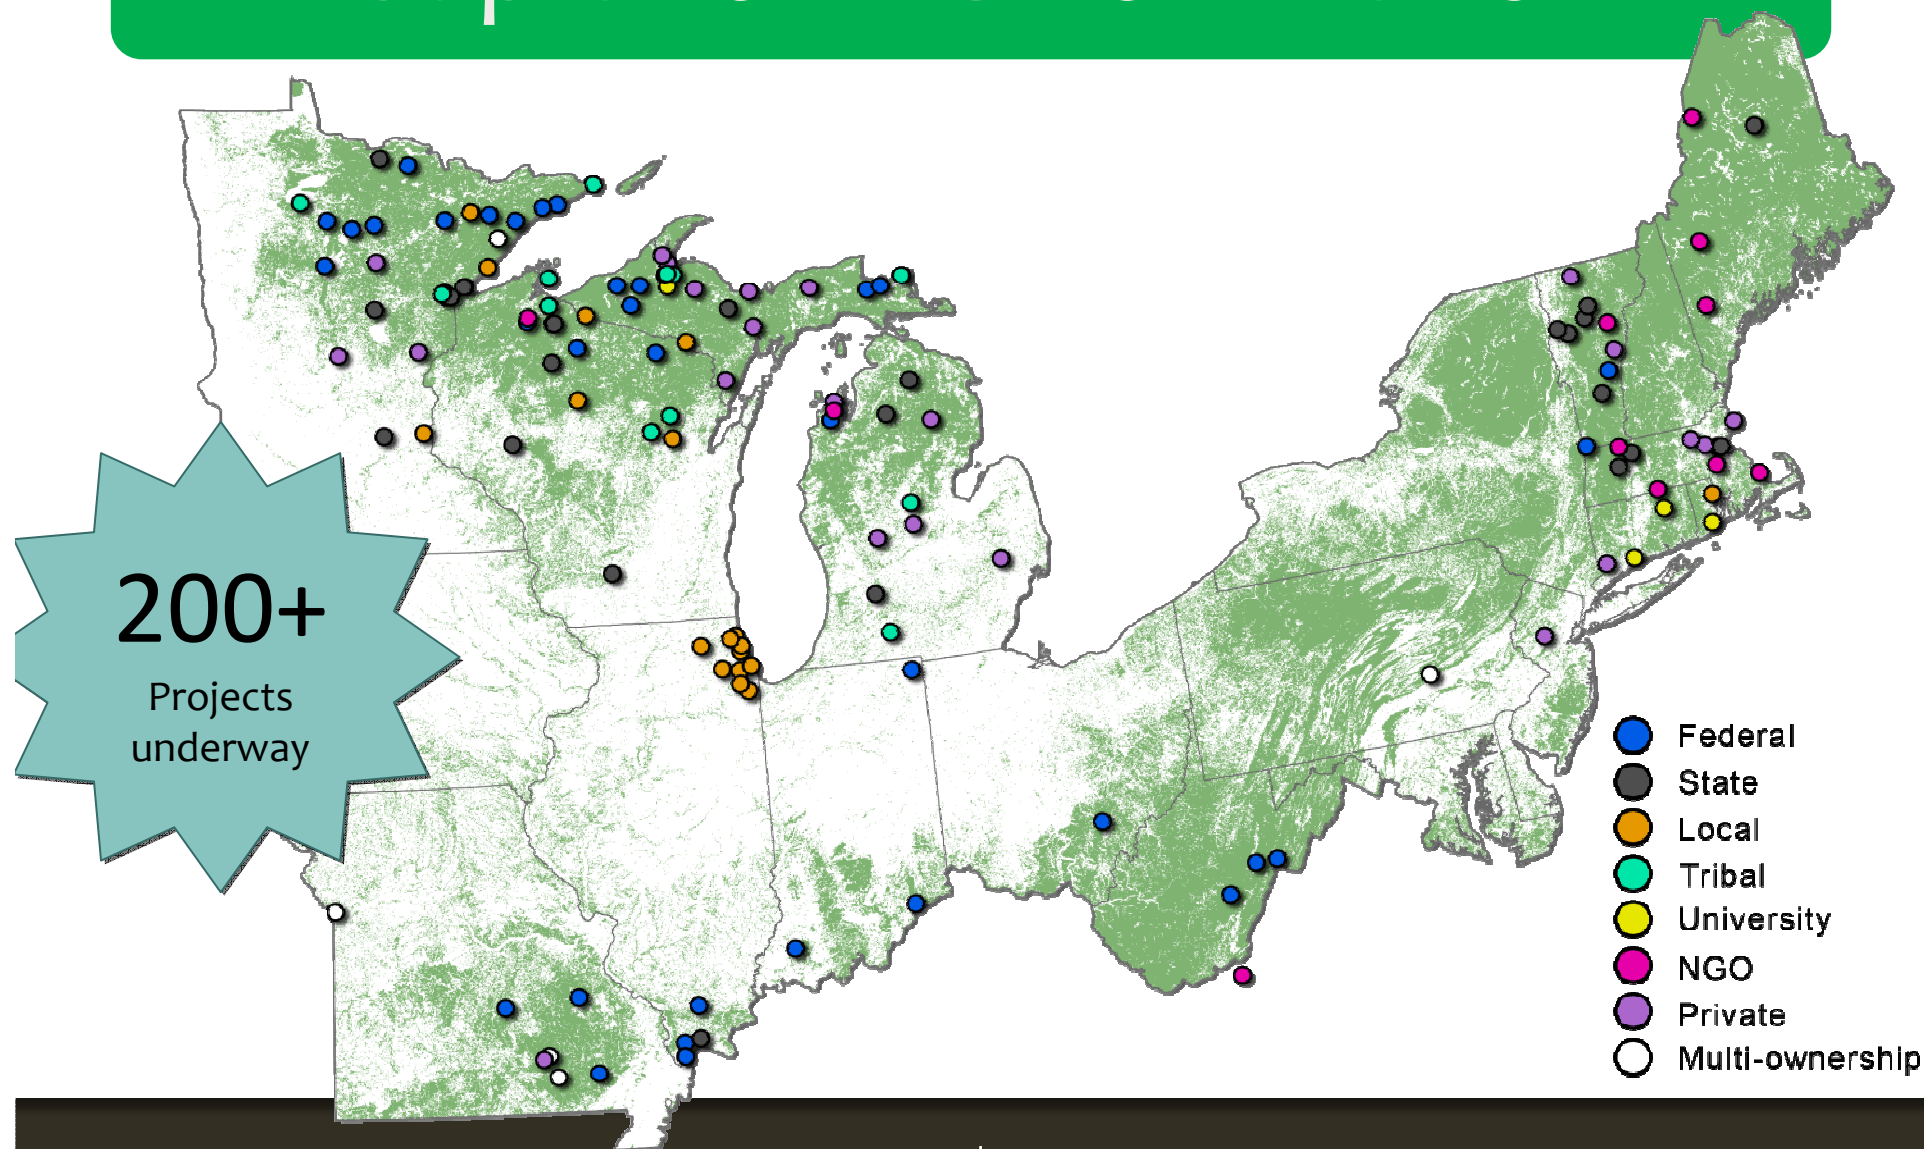 200+
Projects
underway
Federal
State
Local
Tribal
University
NGO
Private
Multi-ownership